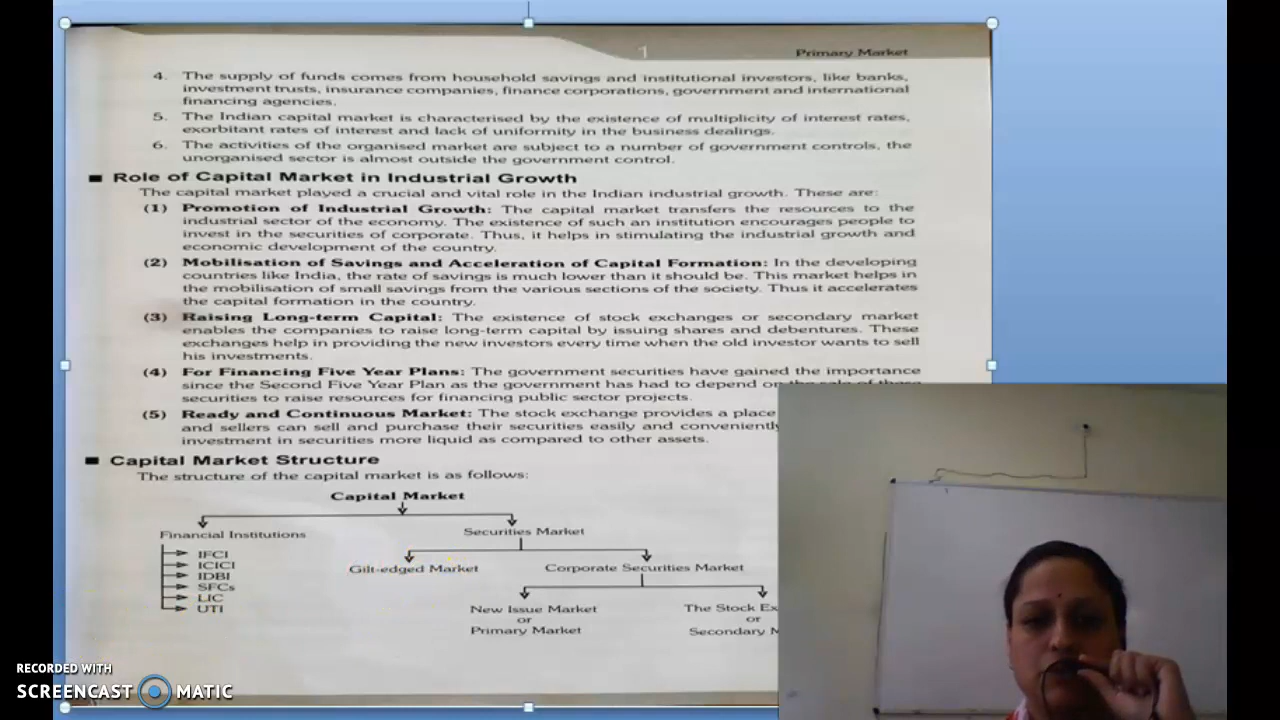 1
Primary Market
4. The supply of funds comes from household savings and institutional investors, like banks,
investment trusts, insurance companies, finance corporations, government and international
financing agencies.
5. The Indian capital market is characterised by the existence of multiplicity of interest rates,
exorbitant rates of interest and lack of uniformity in the business dealings.
6. The activities of the organised market are subject to a number of government controls, the
unorganised sector is almost outside the government control.
■ Role of Capital Market in Industrial Growth
The capital market played a crucial and vital role in the Indian industrial growth. These are:
(1) Promotion of Industrial Growth: The capital market transfers the resources to the
industrial sector of the economy. The existence of such an institution encourages people to
invest in the securities of corporate. Thus, it helps in stimulating the industrial growth and
economic development of the country.
(2) Mobilisation of Savings and Acceleration of Capital Formation: In the developing
countries like India, the rate of savings is much lower than it should be. This market helps in
the mobilisation of small savings from the various sections of the society. Thus it accelerates
the capital formation in the country.
(3) Raising Long-term Capital: The existence of stock exchanges or secondary market
enables the companies to raise long-term capital by issuing shares and debentures. These
exchanges help in providing the new investors every time when the old investor wants to sell
his investments.
(4) For Financing Five Year Plans: The government securities have gained the importance
since the Second Five Year Plan as the government has had to depend on
securities to raise resources for financing public sector projects.
(5) Ready and Continuous Market: The stock exchange provides a place
and sellers can sell and purchase their securities easily and conveniently
investment in securities more liquid as compared to other assets.
■ Capital Market Structure
The structure of the capital market is as follows:
Capital Market
Financial Institutions
Securities Market
IFCI
ICICI
IDBI
SFCs
LIC
UTI
Gilt-edged Market
Corporate Securities Market
New Issue Market
or
Primary Market
The Stock Ex
or
Secondary M
RECORDED WITH
SCREENCAST MATIC